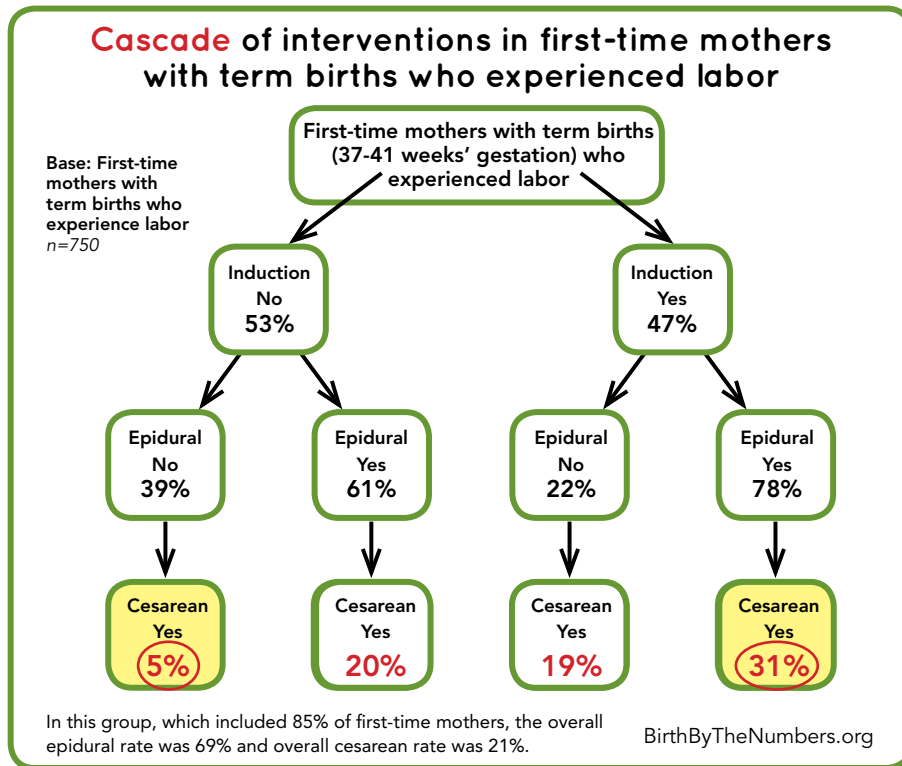 Cascade of interventions in first-time mothers
with term births who experienced labor
First-time mothers with term births
(37-41 weeks' gestation) who
experienced labor
Base: First-time
mothers with
term births who
experience labor
n=750
Induction
No
53%
Induction
Yes
47%
Epidural
No
39%
Epidural
Yes
61%
Epidural
No
22%
Epidural
Yes
78%
Cesarean
Yes
5%
Cesarean
Yes
20%
Cesarean
Yes
19%
Cesarean
Yes
31%
In this group, which included 85% of first-time mothers, the overall
epidural rate was 69% and overall cesarean rate was 21%.
BirthByTheNumbers.org